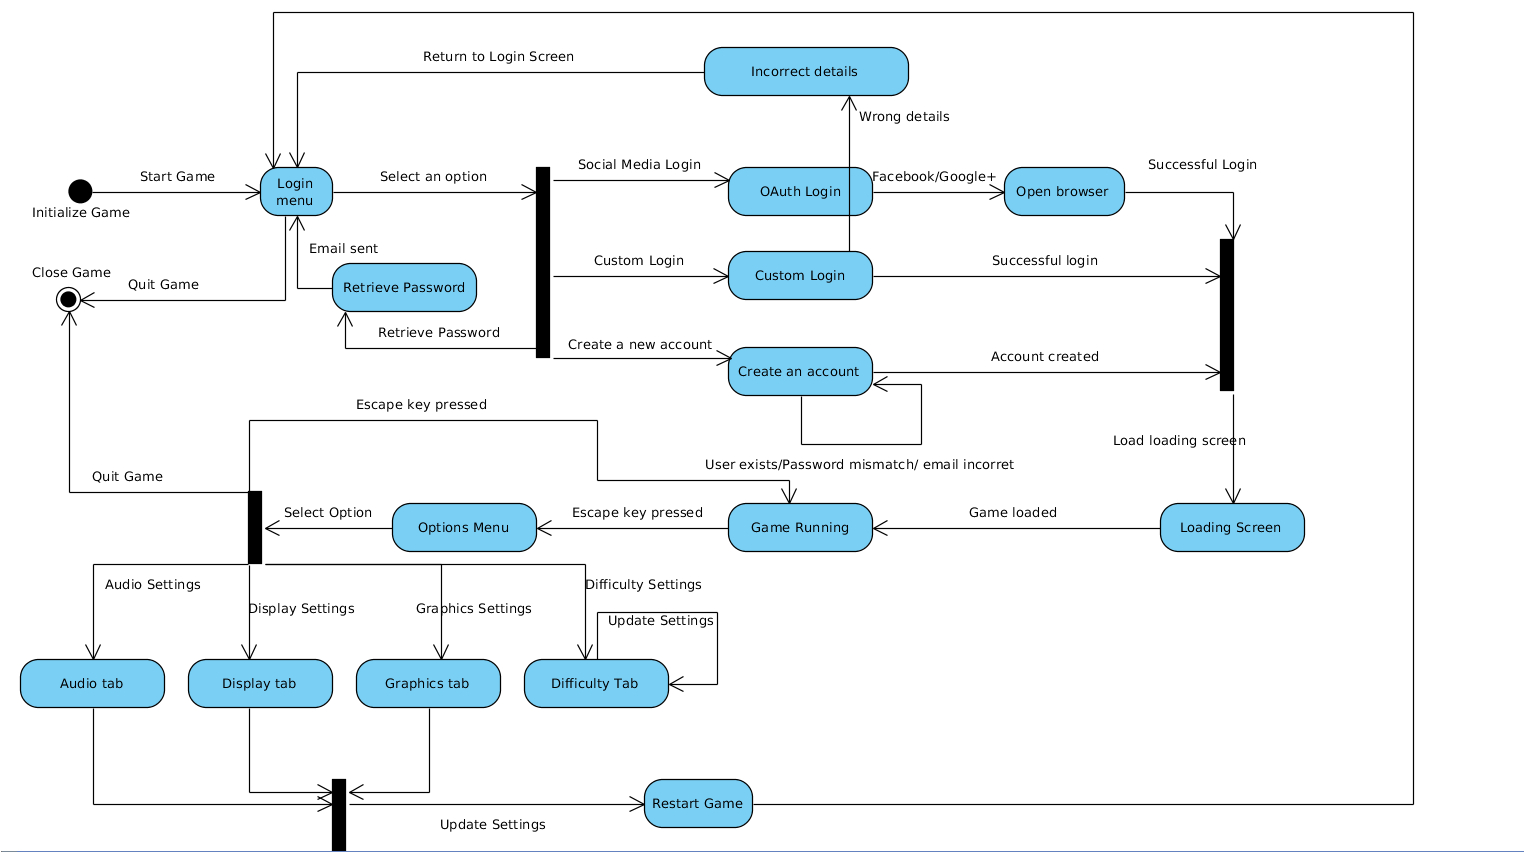 Return to Login Screen
Incorrect details
Wrong details
Start Game
Login
menu
Select an option
Social Media Login
OAuth Login
Facebook/Google+
Open browser
Successful Login
Initialize Game
Email sent
Close Game
Quit Game
Retrieve Password
Custom Login
Custom Login
Successful login
Retrieve Password
Create a new account
Create an account
Account created
Escape key pressed
Load loading screen
Quit Game
User exists/Password mismatch/ email incorret
Select Option
Options Menu
Escape key pressed
Game Running
Game loaded
Loading Screen
Audio Settings
Display Settings
Graphics Settings
Difficulty Settings
Update Settings
Audio tab
Display tab
Graphics tab
Difficulty Tab
Restart Game
Update Settings